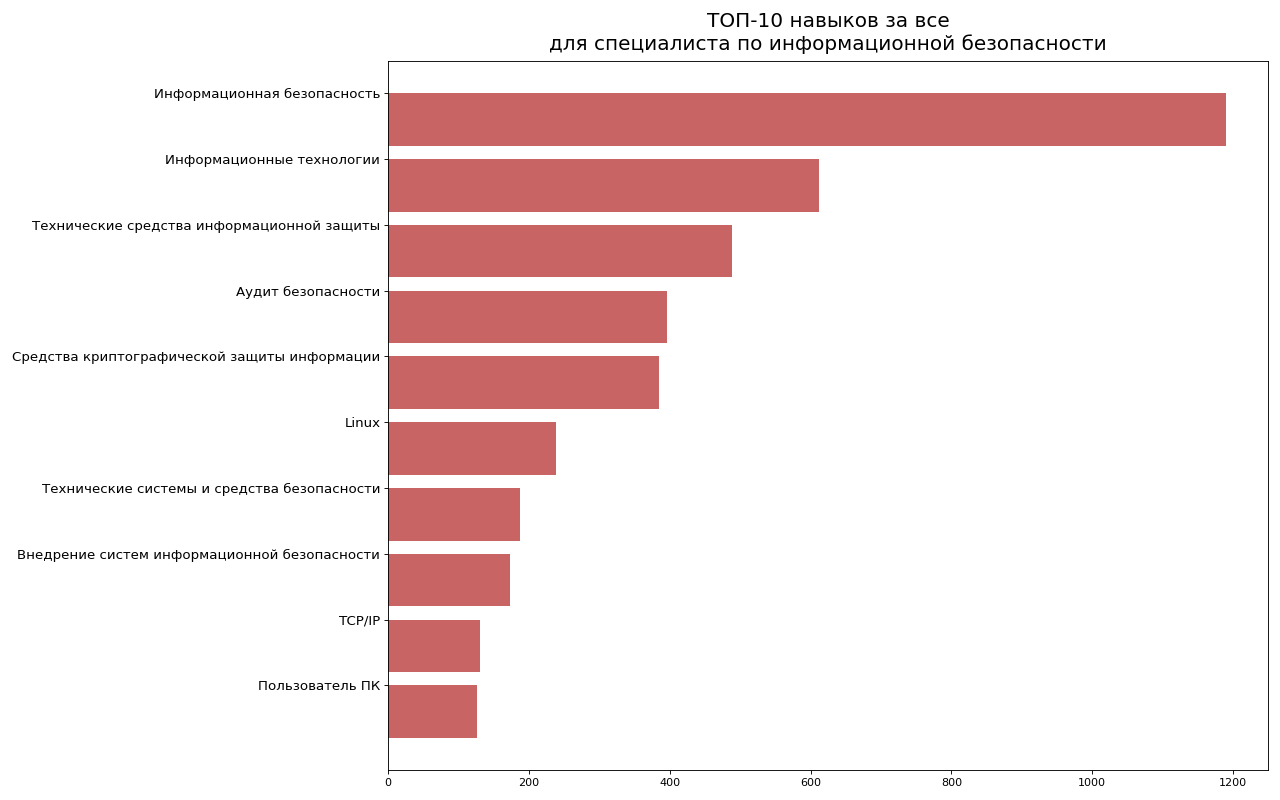 ТОП-10 навыков за все
для специалиста по информационной безопасности
Информационная безопасность
Информационные технологии
Технические средства информационной защиты
Аудит безопасности
Средства криптографической защиты информации
Linux
Технические системы и средства безопасности
Внедрение систем информационной безопасности
TCP/IP
Пользователь ПК
0 200 400 600 800 1000 1200